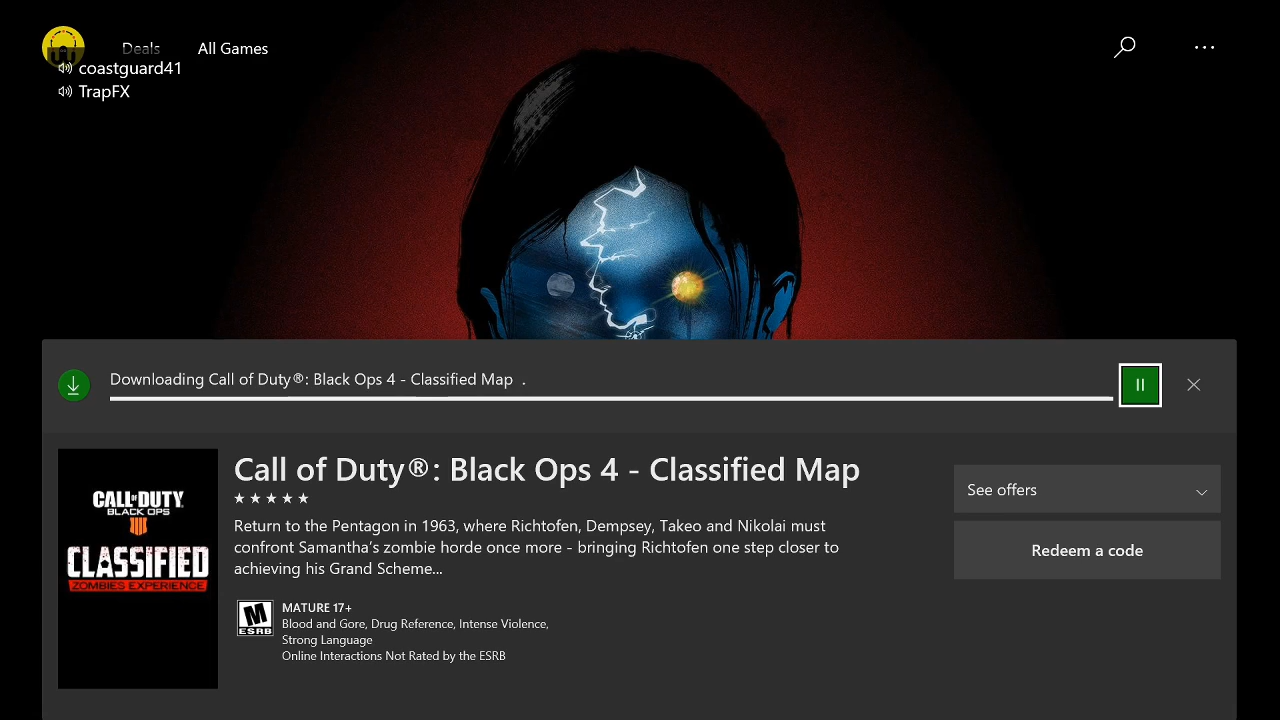 Deals
All Games
coastguard41
TrapFX
Downloading Call of Duty®: Black Ops 4 - Classified Map .
CALL OF DUTY
BLACK OPS
IIII
CLASSIFIED
ZOMBIES EXPERIENCE
Call of Duty®: Black Ops 4 - Classified Map
Return to the Pentagon in 1963, where Richtofen, Dempsey, Takeo and Nikolai must
confront Samantha's zombie horde once more - bringing Richtofen one step closer to
achieving his Grand Scheme...
M
ESRB
MATURE 17+
Blood and Gore, Drug Reference, Intense Violence,
Strong Language
Online Interactions Not Rated by the ESRB
See offers
Redeem a code